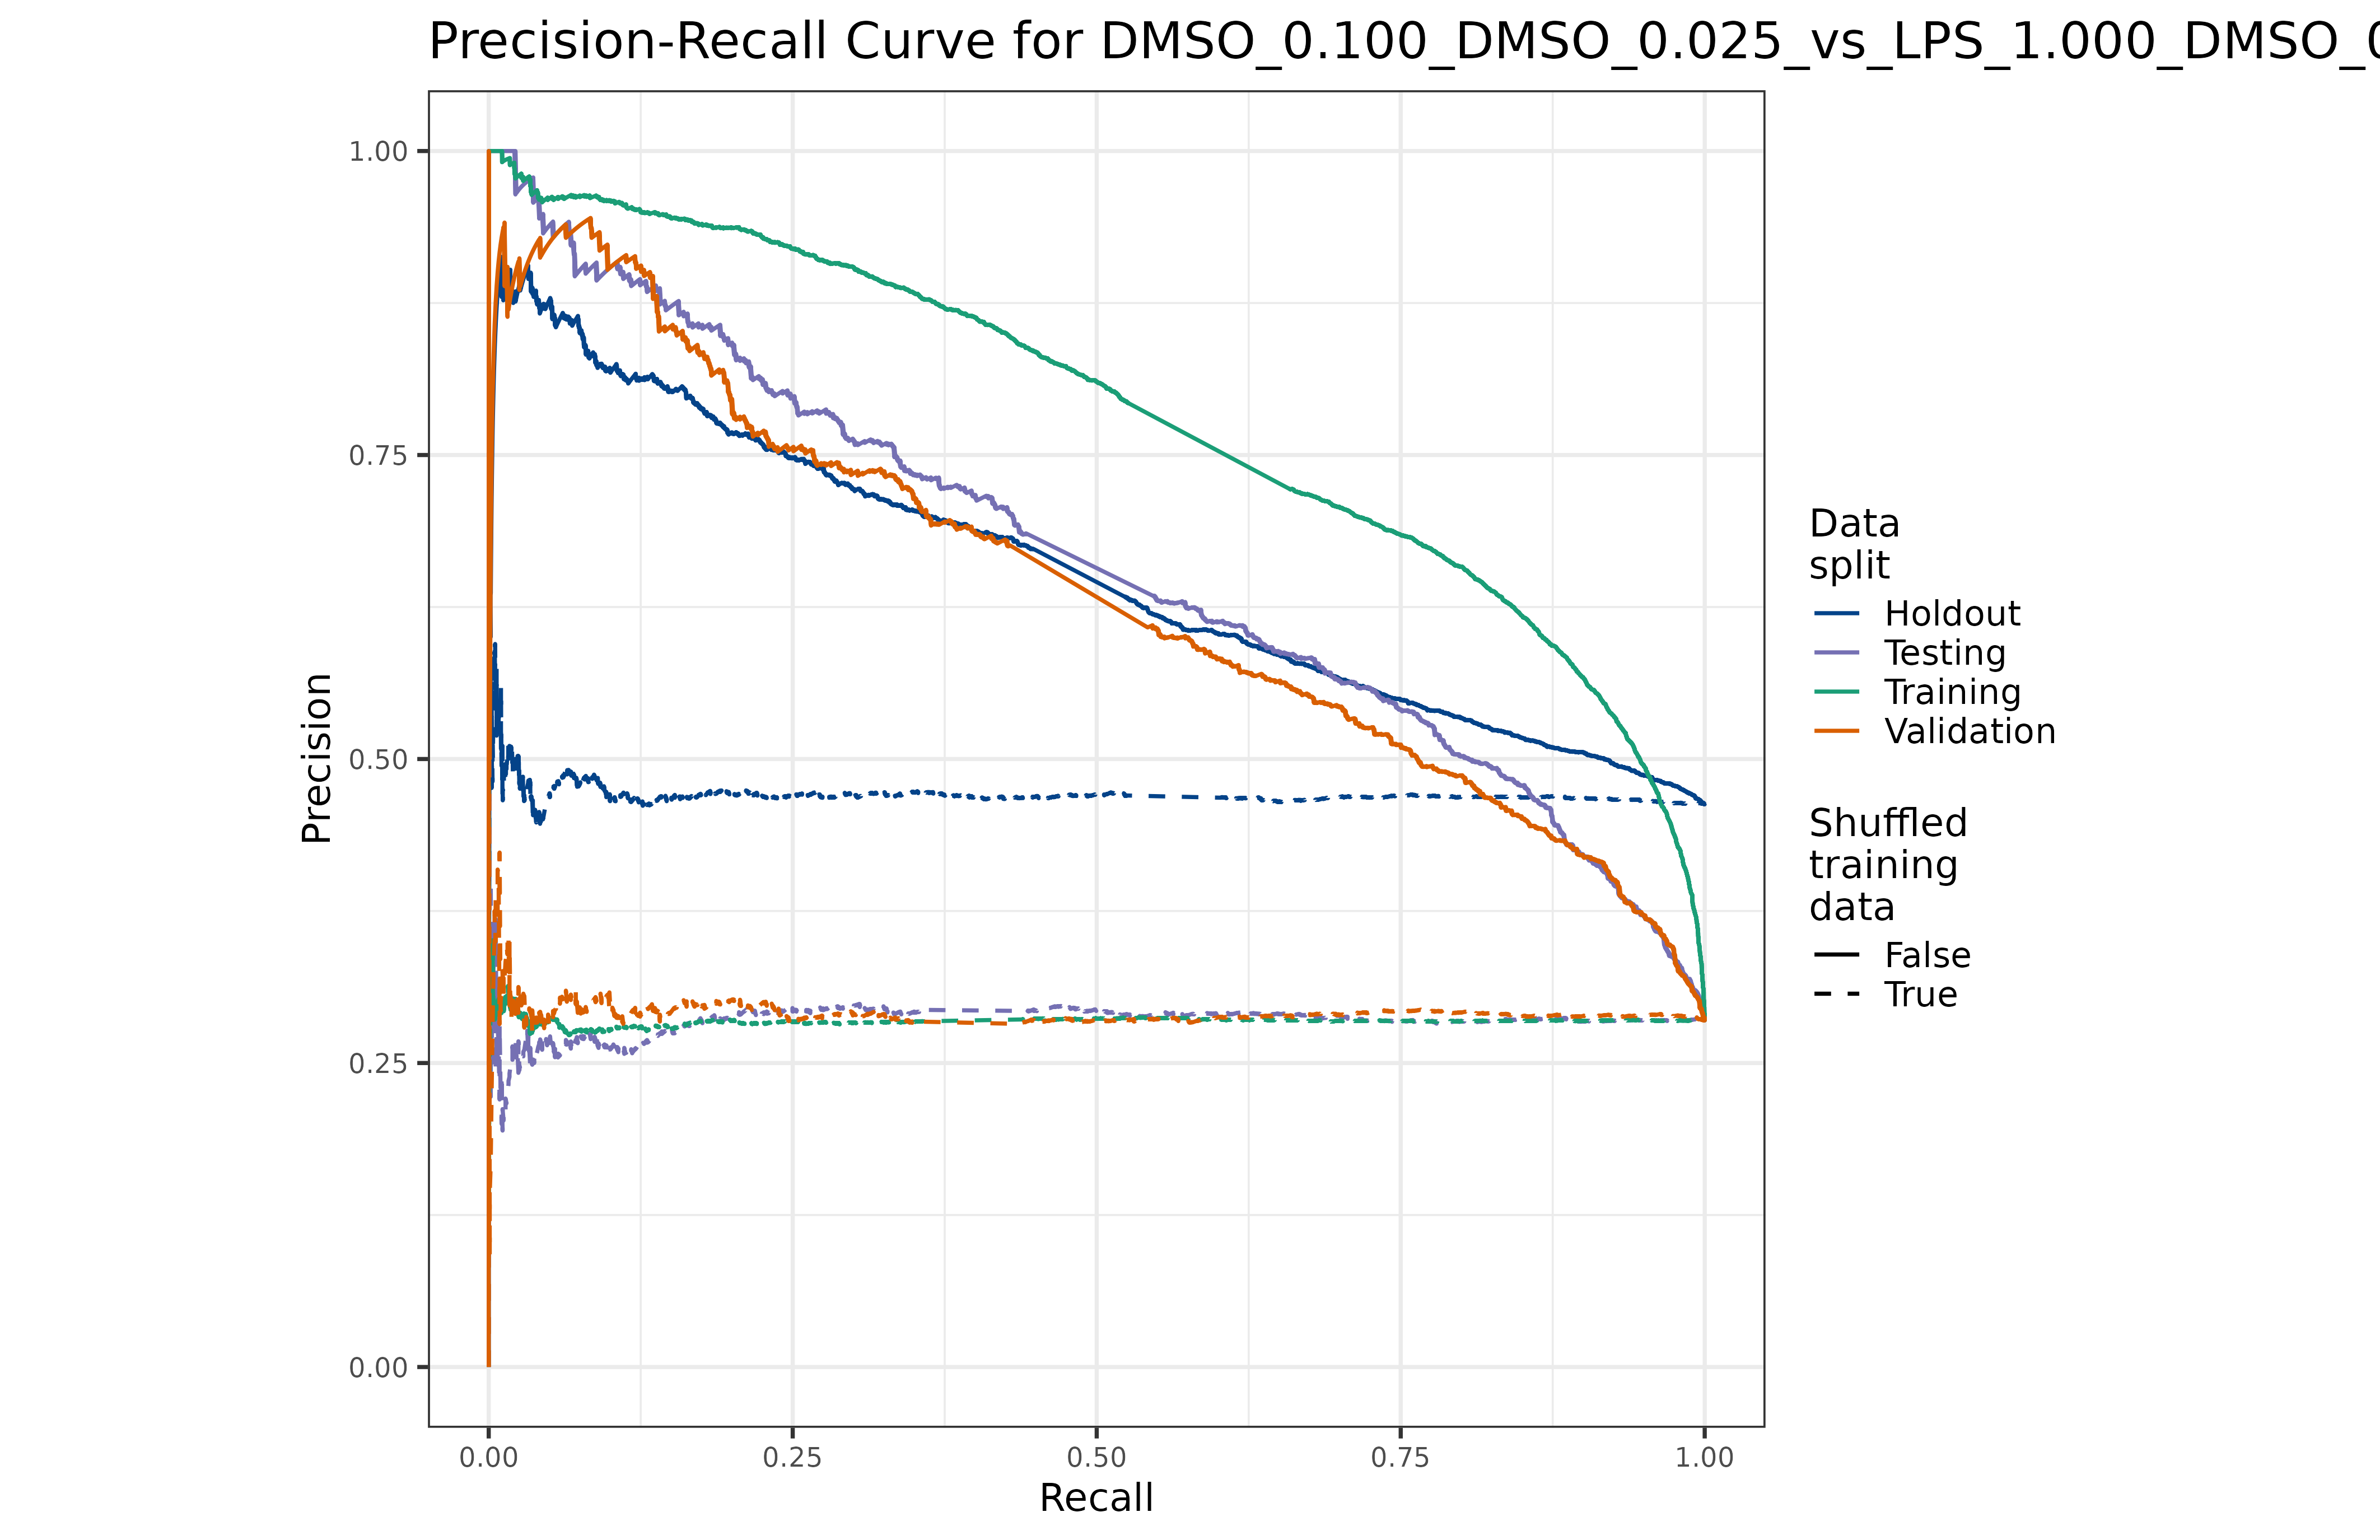 Precision-Recall Curve for DMSO_0.100_DMSO_0.025_vs_LPS_1.000_DMSO_
Precision
1.00
0.75
0.50
0.25
0.00
0.00 0.25 0.50 0.75 1.00
Recall
Data
split
Holdout
Testing
Training
Validation
Shuffled
training
data
False
True